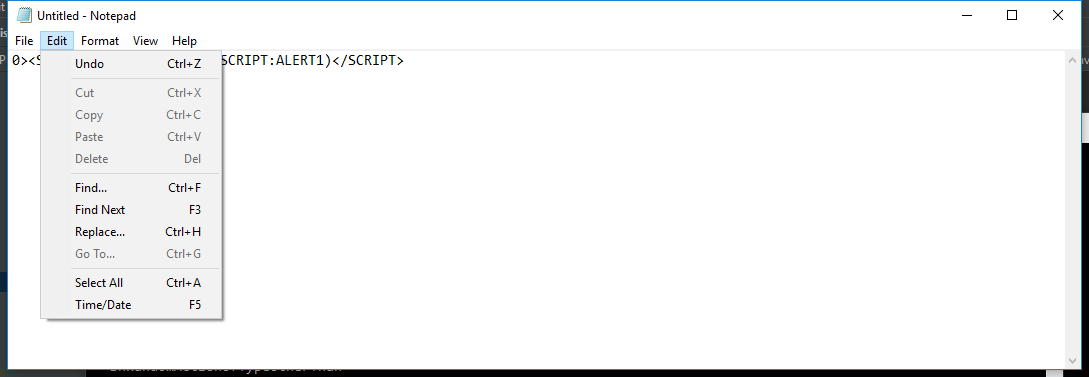 Untitled - Notepad
File Edit Format View Help
0><S SCRIPT:ALERT1)</SCRIPT>
Undo Ctrl+Z
Cut Ctrl+X
Copy Ctrl+C
Paste Ctrl+V
Delete Del
Find... Ctrl+F
Find Next F3
Replace... Ctrl+H
Go To... Ctrl+G
Select All Ctrl+A
Time/Date F5